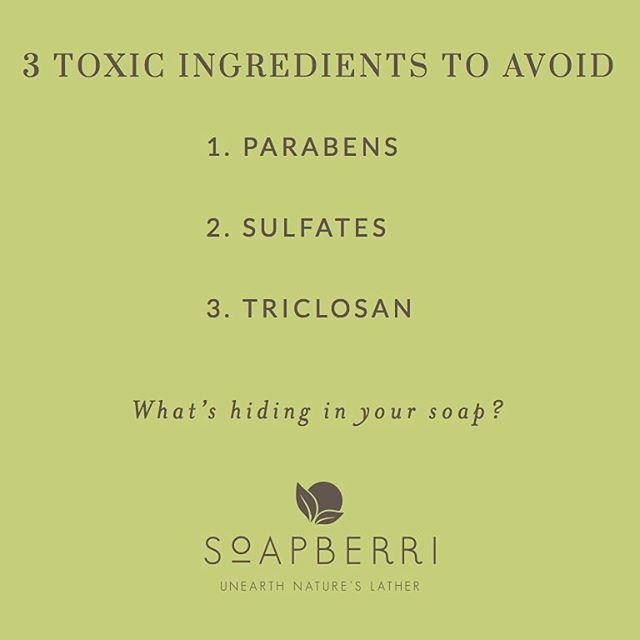 3 TOXIC INGREDIENTS TO AVOID
1. PARABENS
2. SULFATES
3. TRICLOSAN
What's hiding in your soap?
SOAPBERRI
UNEARTH NATURE'S LATHER